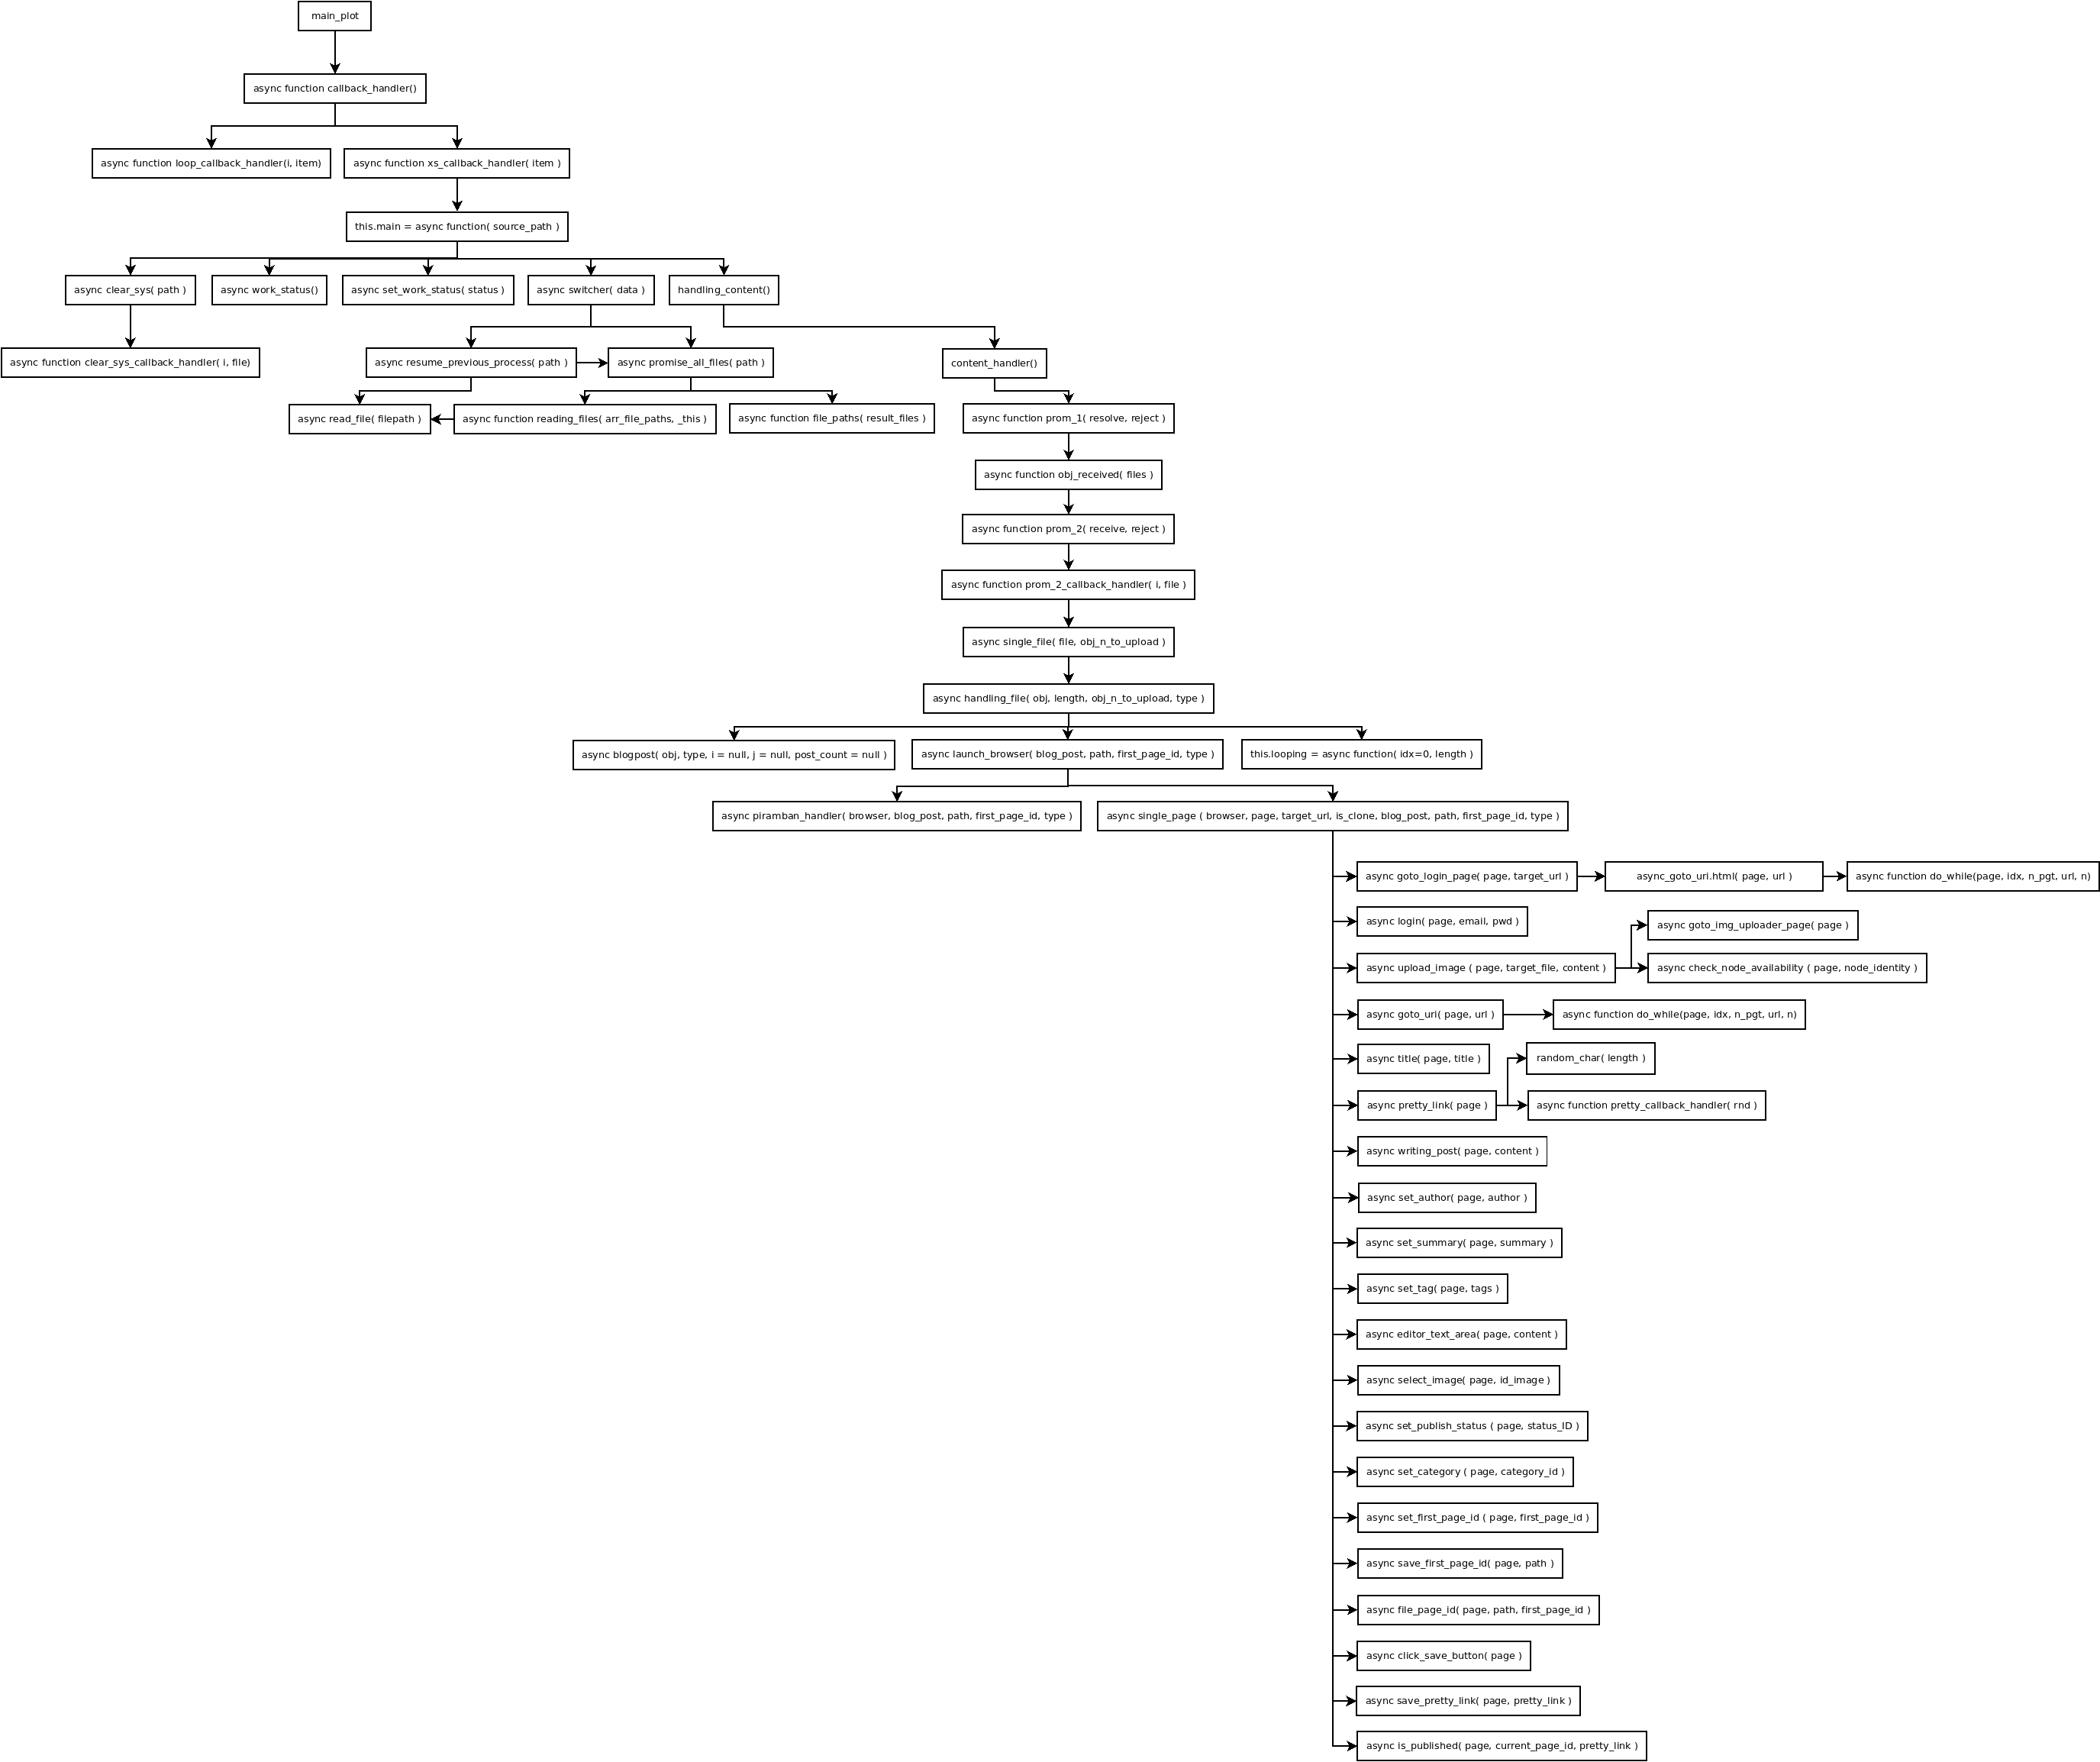 main_plot
async function callback_handler()
async function loop_callback_handler(i, item)
async function xs_callback_handler( item )
this.main = async function( source_path )
async clear_sys( path )
async work_status()
async set_work_status( status )
async switcher( data )
handling_content()
async function clear_sys_callback_handler( i, file)
async resume_previous_process( path )
async promise_all_files( path )
content_handler()
async read_file( filepath )
async function reading_files( arr_file_paths, _this )
async function file_paths( result_files )
async function prom_1( resolve, reject )
async function obj_received( files )
async function prom_2( receive, reject )
async function prom_2_callback_handler( i, file )
async single_file( file, obj_n_to_upload )
async handling_file( obj, length, obj_n_to_upload, type )
async blogpost( obj, type, i = null, j = null, post_count = null )
async launch_browser( blog_post, path, first_page_id, type )
this.looping = async function( idx=0, length )
async piramban_handler( browser, blog_post, path, first_page_id, type )
async single_page ( browser, page, target_url, is_clone, blog_post, path, first_page_id, type )
async goto_login_page( page, target_url )
async_goto_uri.html( page, url )
async function do_while(page, idx, n_pgt, url, n)
async login( page, email, pwd )
async goto_img_uploader_page( page )
async upload_image ( page, target_file, content )
async check_node_availability ( page, node_identity )
async goto_uri( page, url )
async function do_while(page, idx, n_pgt, url, n)
async title( page, title )
random_char( length )
async pretty_link( page )
async function pretty_callback_handler( rnd )
async writing_post( page, content )
async set_author( page, author )
async set_summary( page, summary )
async set_tag( page, tags )
async editor_text_area( page, content )
async select_image( page, id_image )
async set_publish_status ( page, status_ID )
async set_category ( page, category_id )
async set_first_page_id ( page, first_page_id )
async save_first_page_id( page, path )
async file_page_id( page, path, first_page_id )
async click_save_button( page )
async save_pretty_link( page, pretty_link )
async is_published( page, current_page_id, pretty_link )